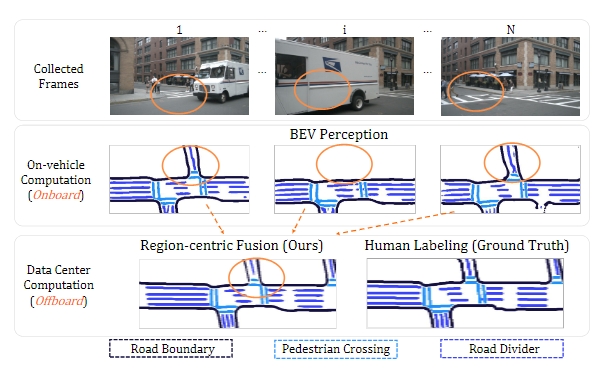 1 ... i ... N
Collected
Frames
... ...
BEV Perception
On-vehicle
Computation
(Onboard)
Region-centric Fusion (Ours) Human Labeling (Ground Truth)
Data Center
Computation
(Offboard)
Road Boundary Pedestrian Crossing Road Divider